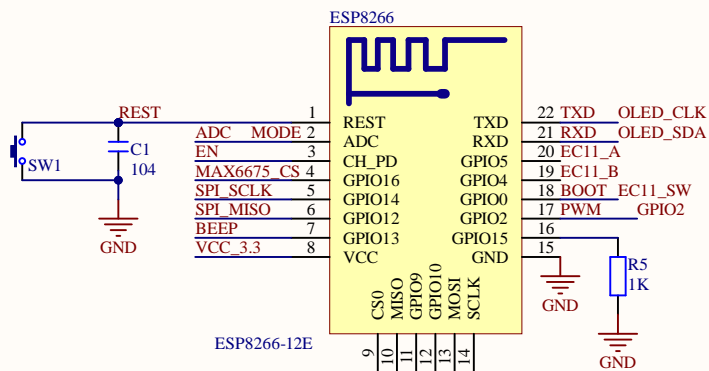 ESP8266
REST 1 REST TXD 22 TXD OLED_CLK
ADC MODE 2 ADC RXD 21 RXD OLED_SDA
EN 3 CH_PD GPIO5 20 EC11_A
MAX6675_CS 4 GPIO16 GPIO4 19 EC11_B
SPI_SCLK 5 GPIO14 GPIO0 18 BOOT EC11_SW
SPI_MISO 6 GPIO12 GPIO2 17 PWM GPIO2
BEEP 7 GPIO13 GPIO15 16
VCC_3.3 8 VCC GND 15
SW1
C1
104
GND
GND
R5
1K
GND
CS0 MISO GPIO9 GPIO10 MOSI SCLK
ESP8266-12E
9 10 11 12 13 14